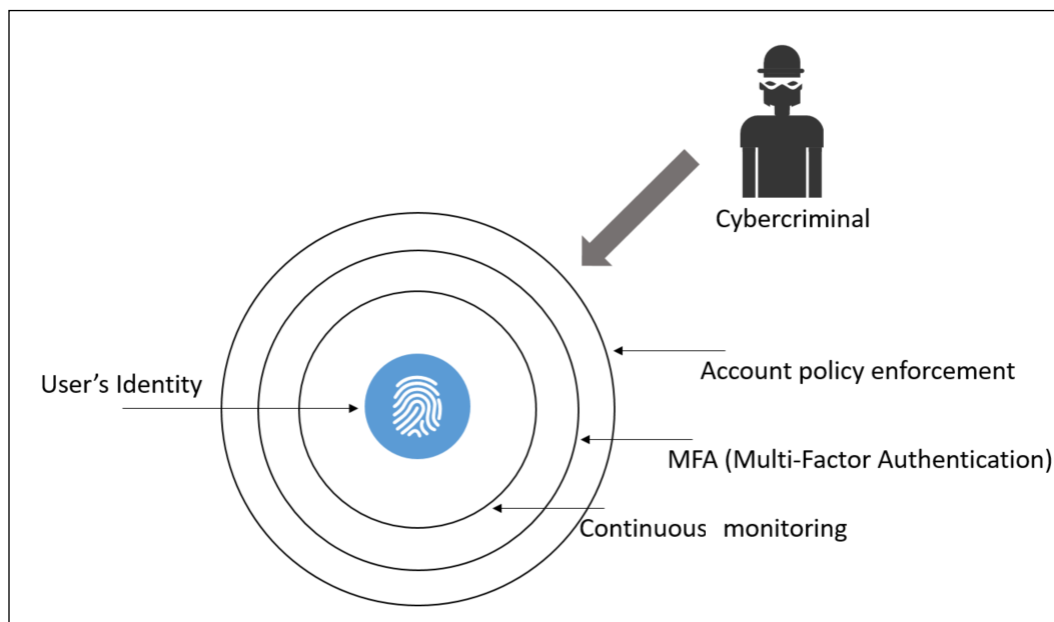 Cybercriminal
Account policy enforcement
User's Identity
MFA (Multi-Factor Authentication)
Continuous monitoring